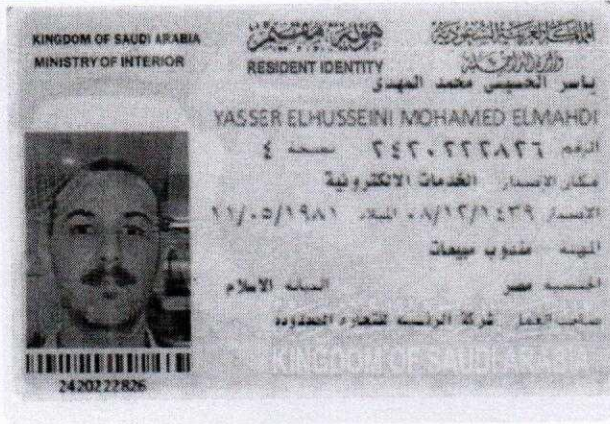 KINGDOM OF SAUDI ARABIA
MINISTRY OF INTERIOR
المملكة العربية السعودية
وزارة الداخلية
هوية مقيم
RESIDENT IDENTITY
ياسر الحسيني محمد المهدى
YASSER ELHUSSEINI MOHAMED ELMAHDI
الرقم ٢٤٢٠٢٢٢٨٢٦ نسخة ٤
مكان الاصدار الخدمات الالكترونية
الاصدار ٠٨/١٢/١٤٣٩ الميلاد ١١/٠٥/١٩٨١
المهنة مندوب مبيعات
الجنسية مصر الديانة الاسلام
صاحب العمل شركة للتجارة المحدودة
KINGDOM OF SAUDI ARABIA
2420222826